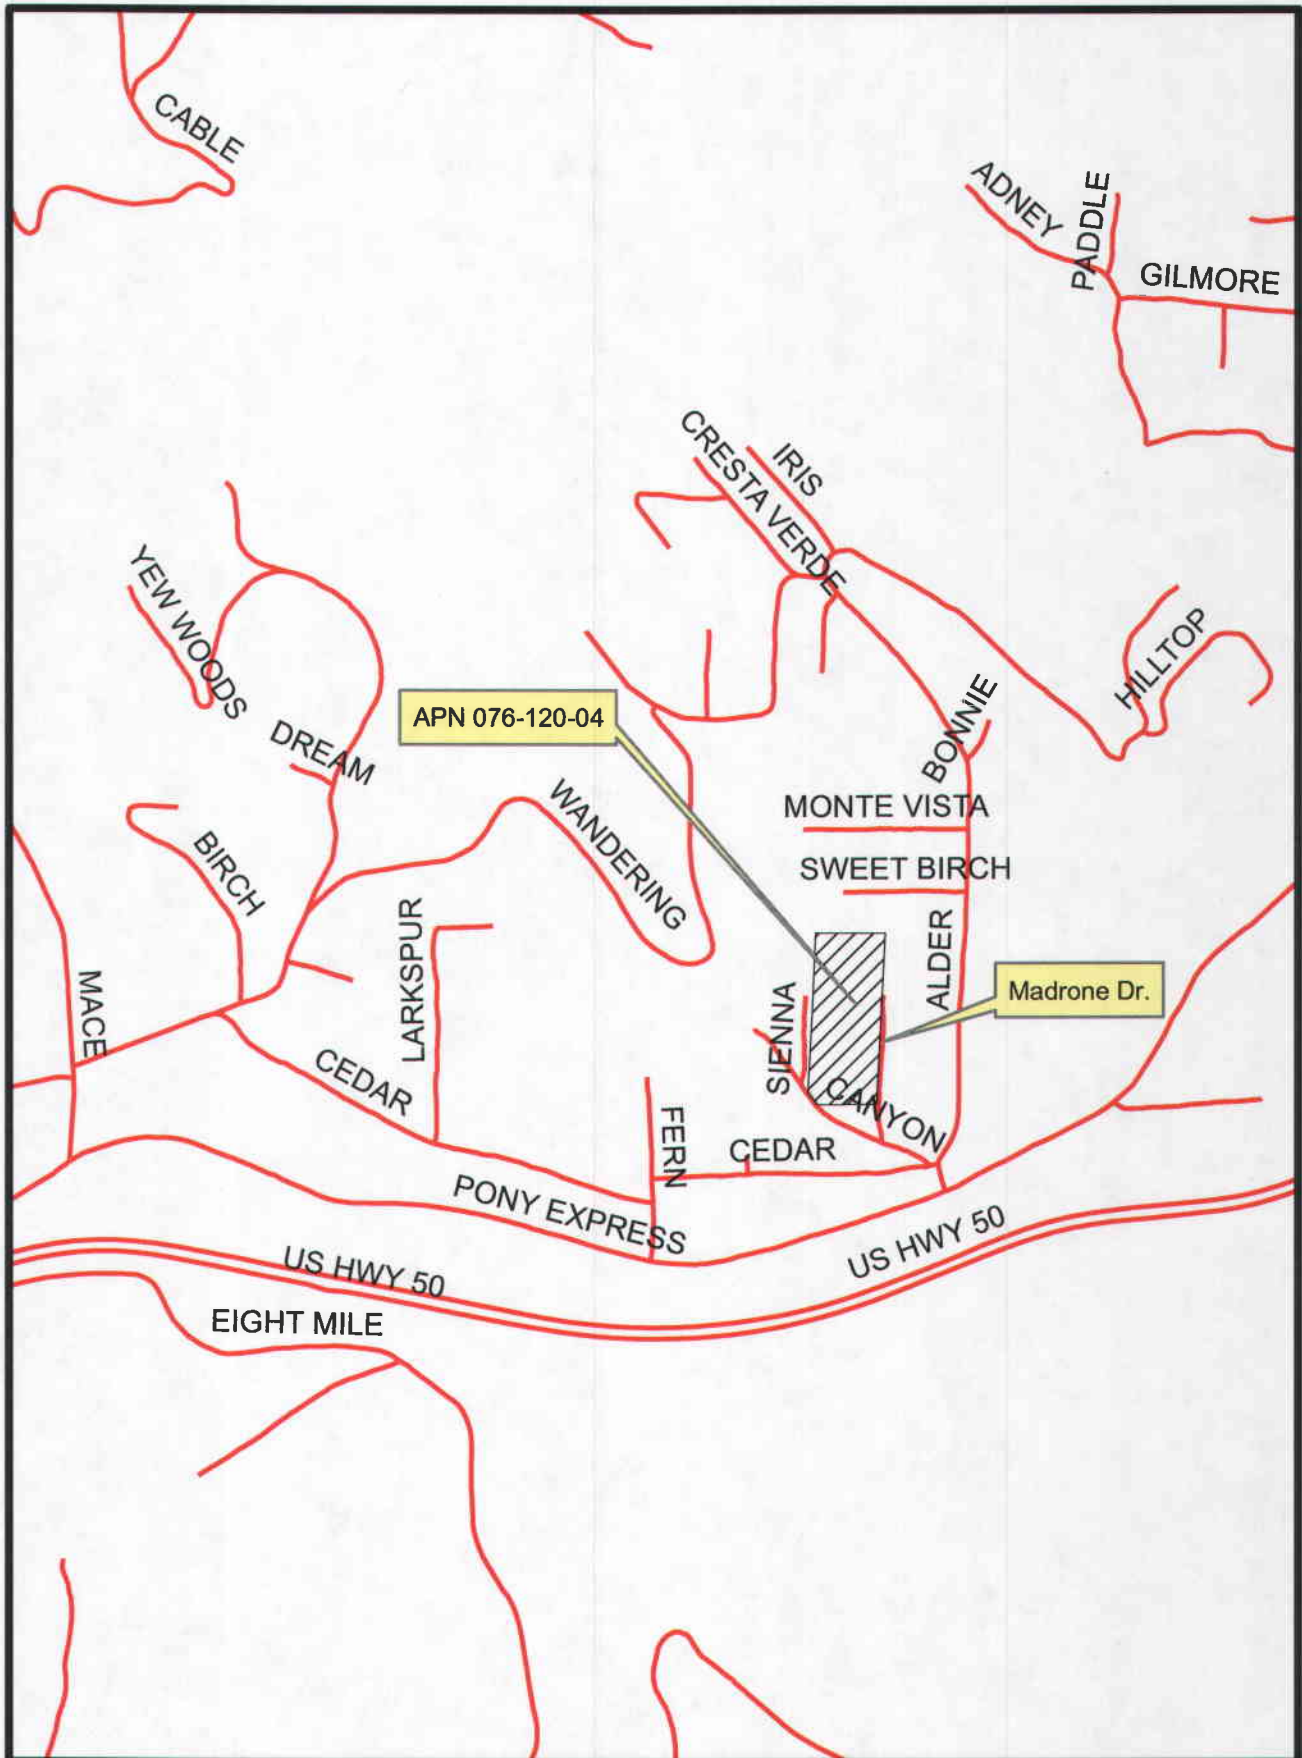 CABLE
ADNEY
PADDLE
GILMORE
CRESTA VERDE
IRIS
YEW WOODS
HILLTOP
BONNIE
APN 076-120-04
DREAM
WANDERING
MONTE VISTA
BIRCH
SWEET BIRCH
LARKSPUR
ALDER
MACE
SIENNA
Madrone Dr.
CEDAR
CANYON
FERN
CEDAR
PONY EXPRESS
US HWY 50
US HWY 50
EIGHT MILE